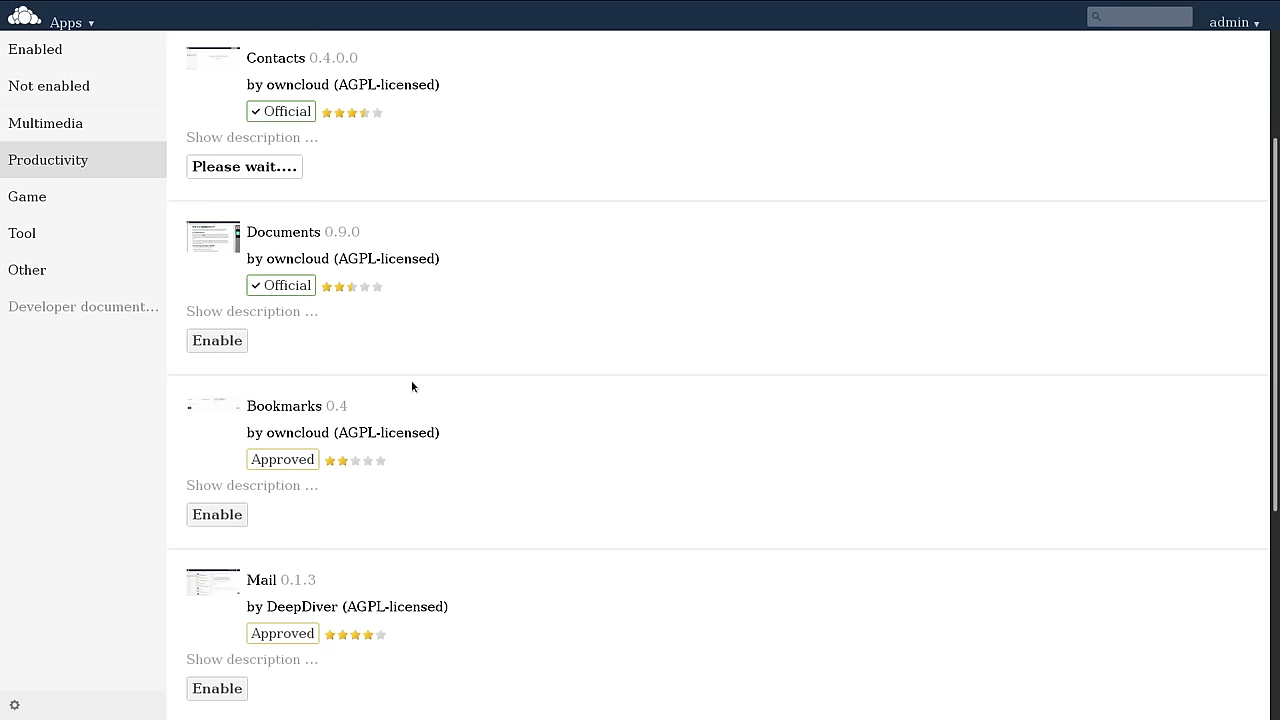 Apps ▾
admin ▾
Enabled
Not enabled
Multimedia
Productivity
Game
Tool
Other
Developer document...
Contacts 0.4.0.0
by owncloud (AGPL-licensed)
✓ Official
Show description ...
Please wait....
Documents 0.9.0
by owncloud (AGPL-licensed)
✓ Official
Show description ...
Enable
Bookmarks 0.4
by owncloud (AGPL-licensed)
Approved
Show description ...
Enable
Mail 0.1.3
by DeepDiver (AGPL-licensed)
Approved
Show description ...
Enable